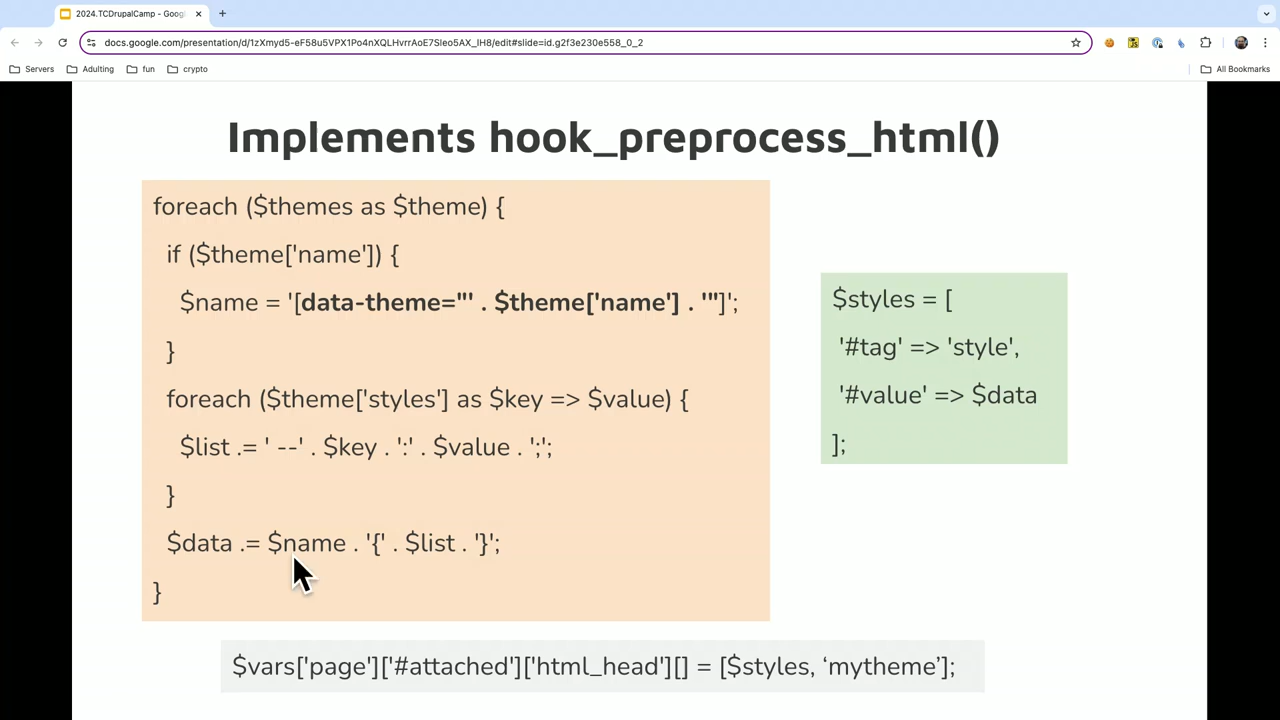 2024.TCDrupalCamp - Goog
docs.google.com/presentation/d/1zXmyd5-eF58u5VPX1Po4nXQLHvrrAoE7Sleo5AX_IH8/edit#slide=id.g2f3e230e558_0_2
Servers
Adulting
fun
crypto
All Bookmarks
Implements hook_preprocess_html()
foreach ($themes as $theme) {
if ($theme['name']) {
$name = '[data-theme="' . $theme['name'] . '"]';
}
foreach ($theme['styles'] as $key => $value) {
$list .= ' --' . $key . ':' . $value . ';';
}
$data .= $name . '{' . $list . '}';
}
$styles = [
'#tag' => 'style',
'#value' => $data
];
$vars['page']['#attached']['html_head'][] = [$styles, ‘mytheme’];